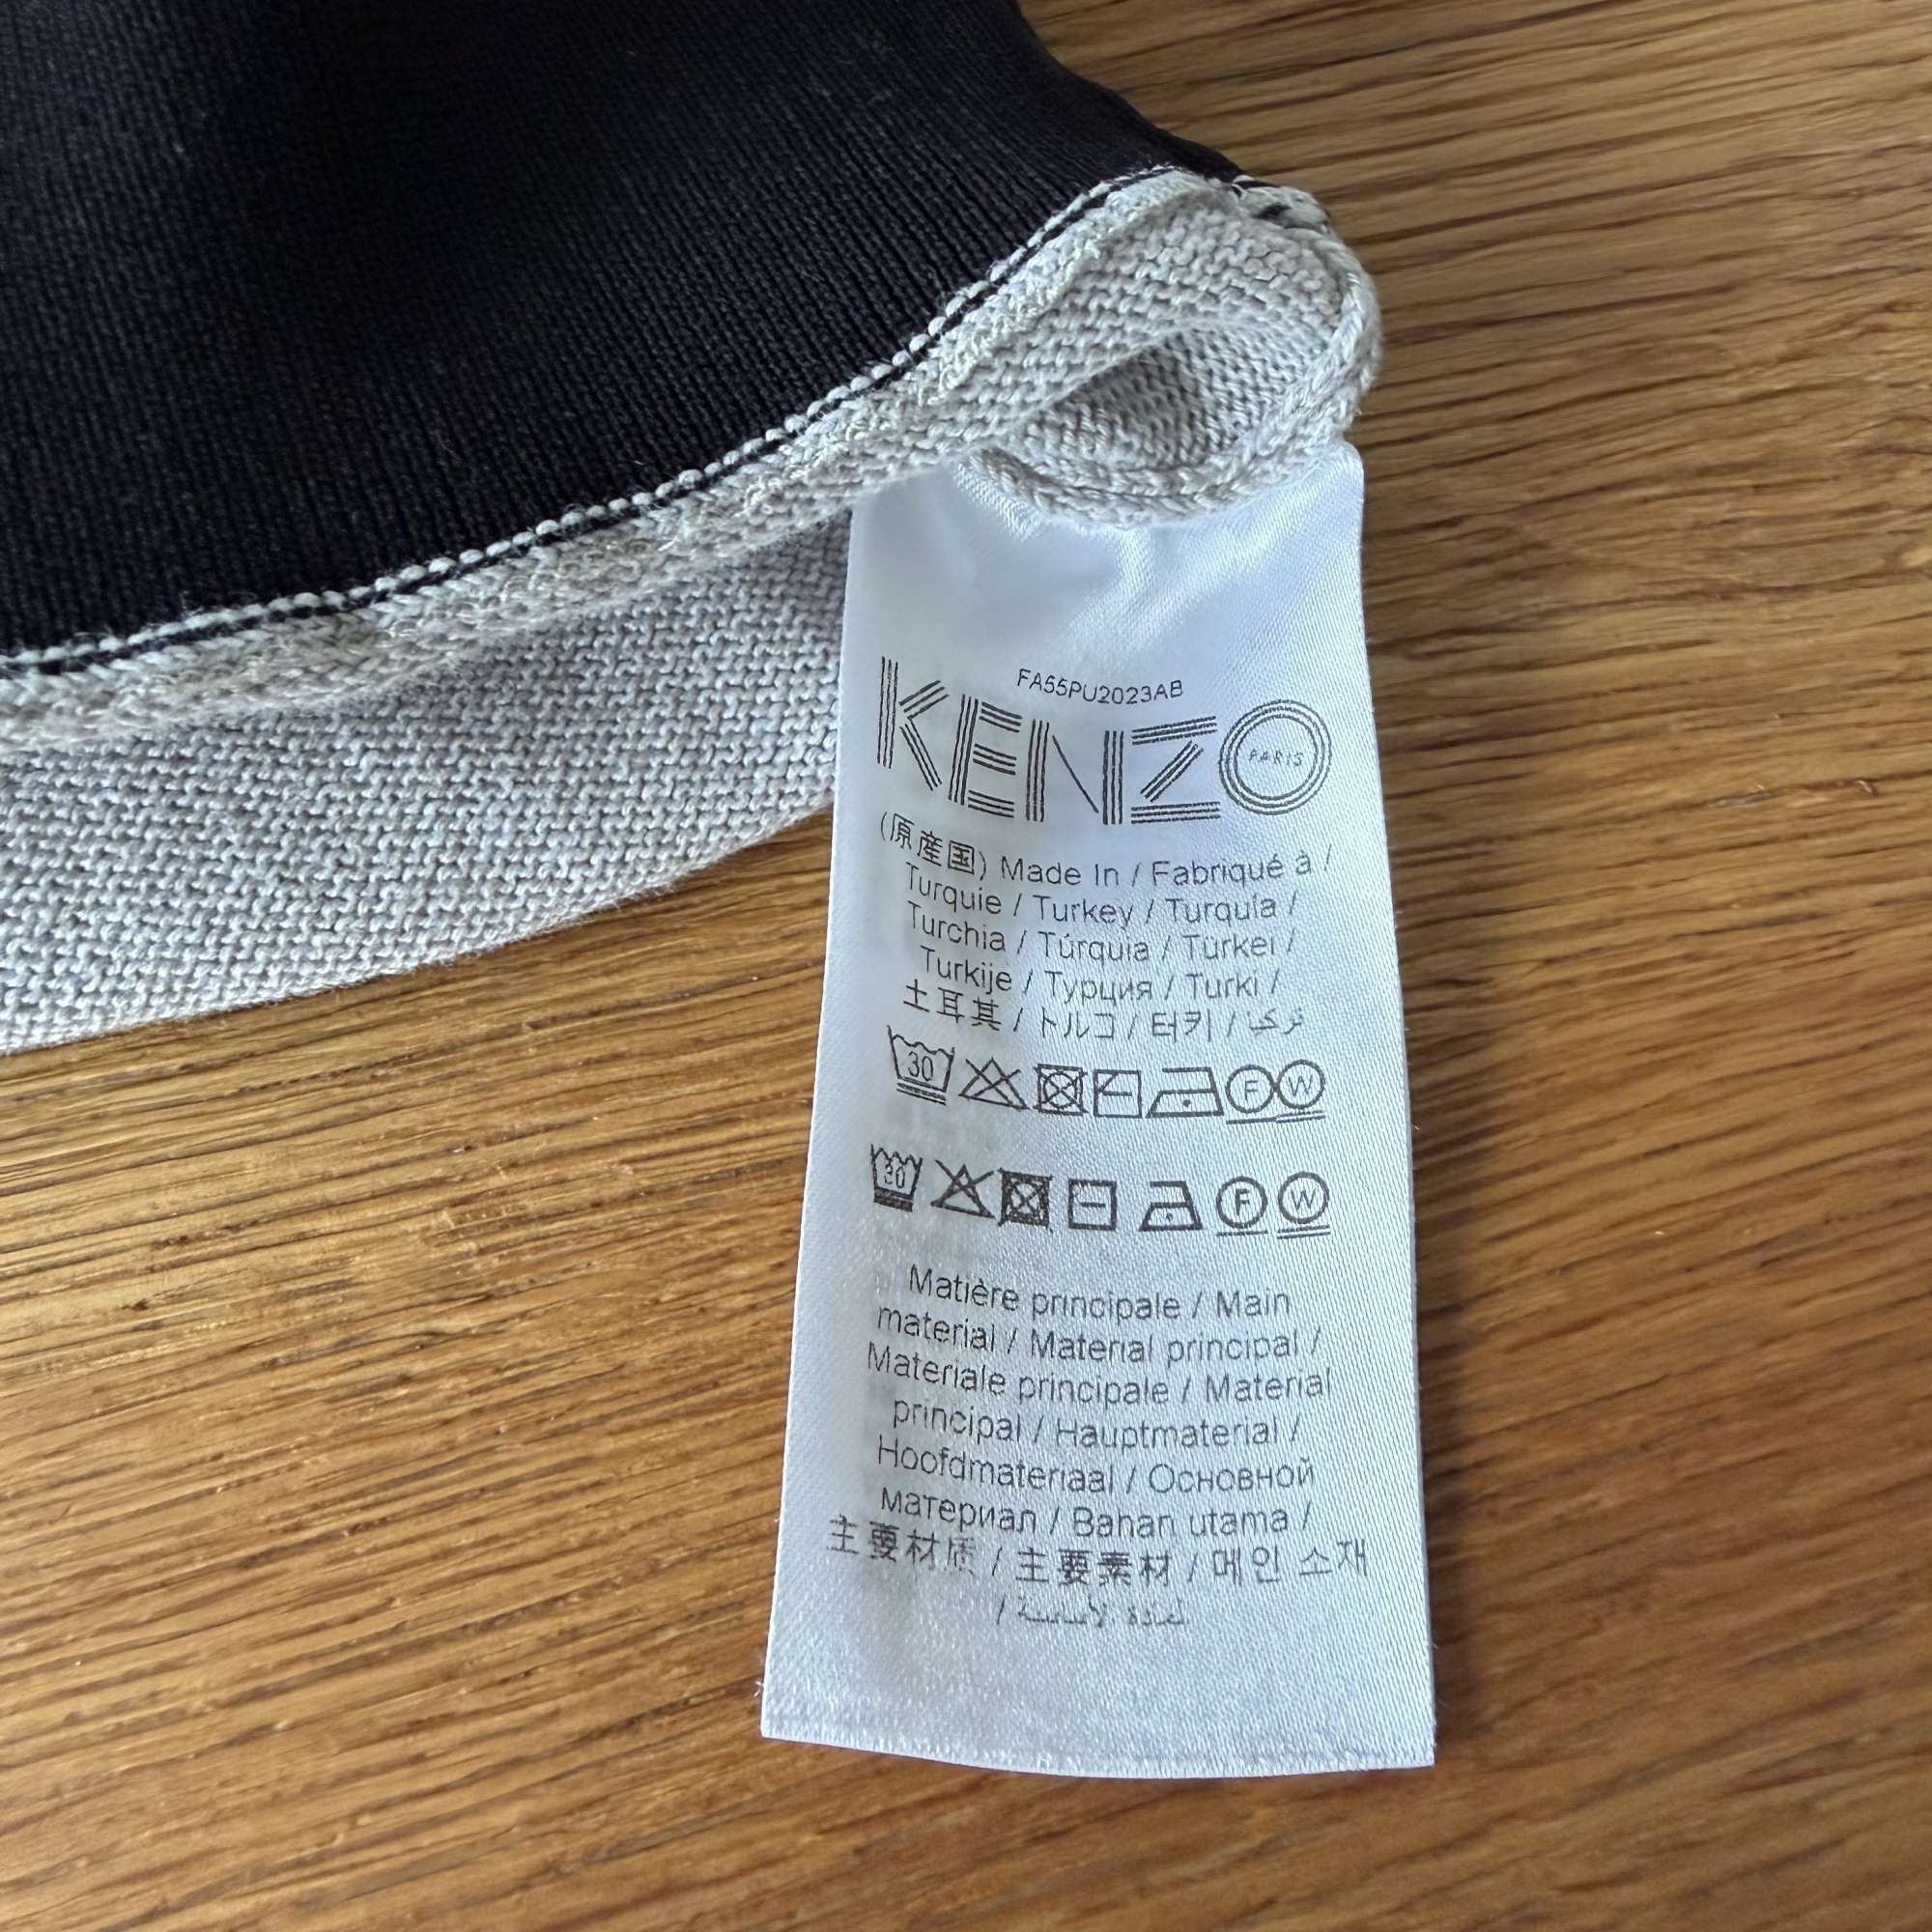 FA55PU2023AB
KENZO
PARIS
(原産国) Made In / Fabriqué à /
Turquie / Turkey / Turquía /
Turchia / Túrquia / Türkei /
Turkije / Турция / Turki /
土耳其 / トルコ / 터키 / تركيا
30 F W
30 F W
Matière principale / Main
material / Material principal /
Materiale principale / Material
principal / Hauptmaterial /
Hoofdmateriaal / Основной
материал / Bahan utama /
主要材质 / 主要素材 / 메인 소재
/